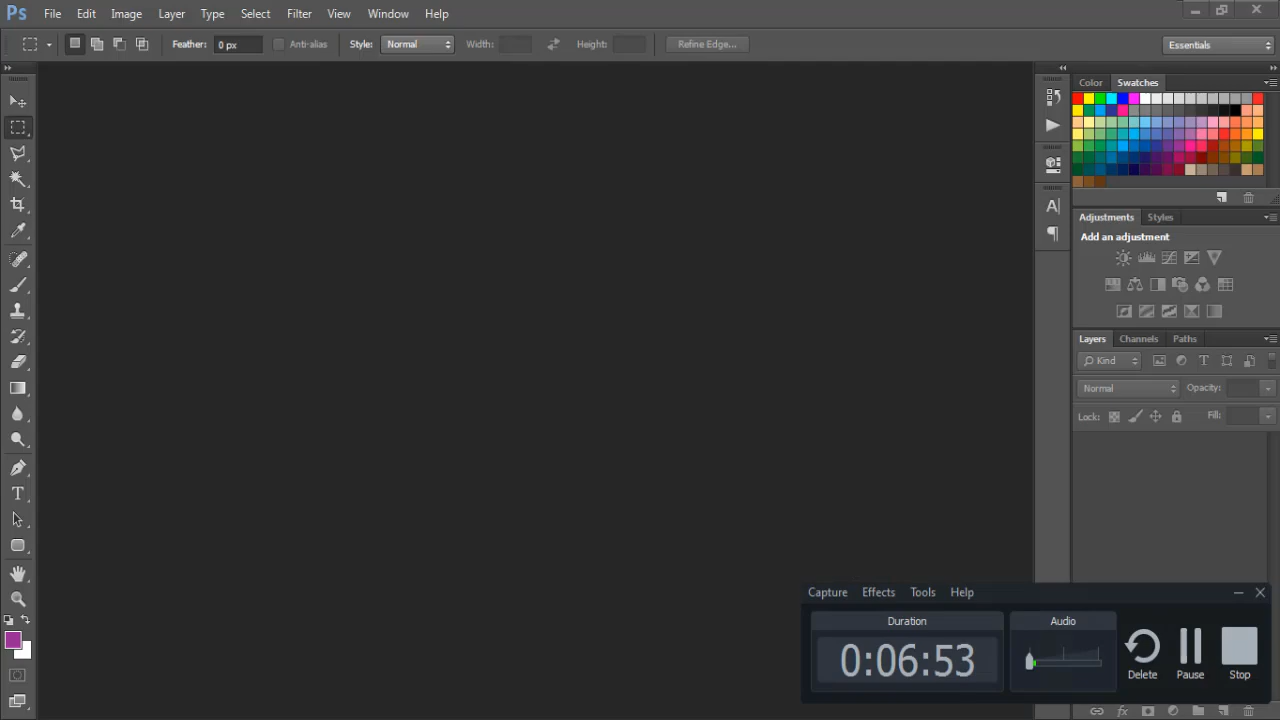 Ps File Edit Image Layer Type Select Filter View Window Help
Feather: 0 px Anti-alias Style: Normal Width: Height: Refine Edge... Essentials
Color Swatches
Adjustments Styles
Add an adjustment
Layers Channels Paths
Kind
Normal Opacity:
Lock: Fill:
Capture Effects Tools Help
Duration Audio
0:06:53
Delete Pause Stop